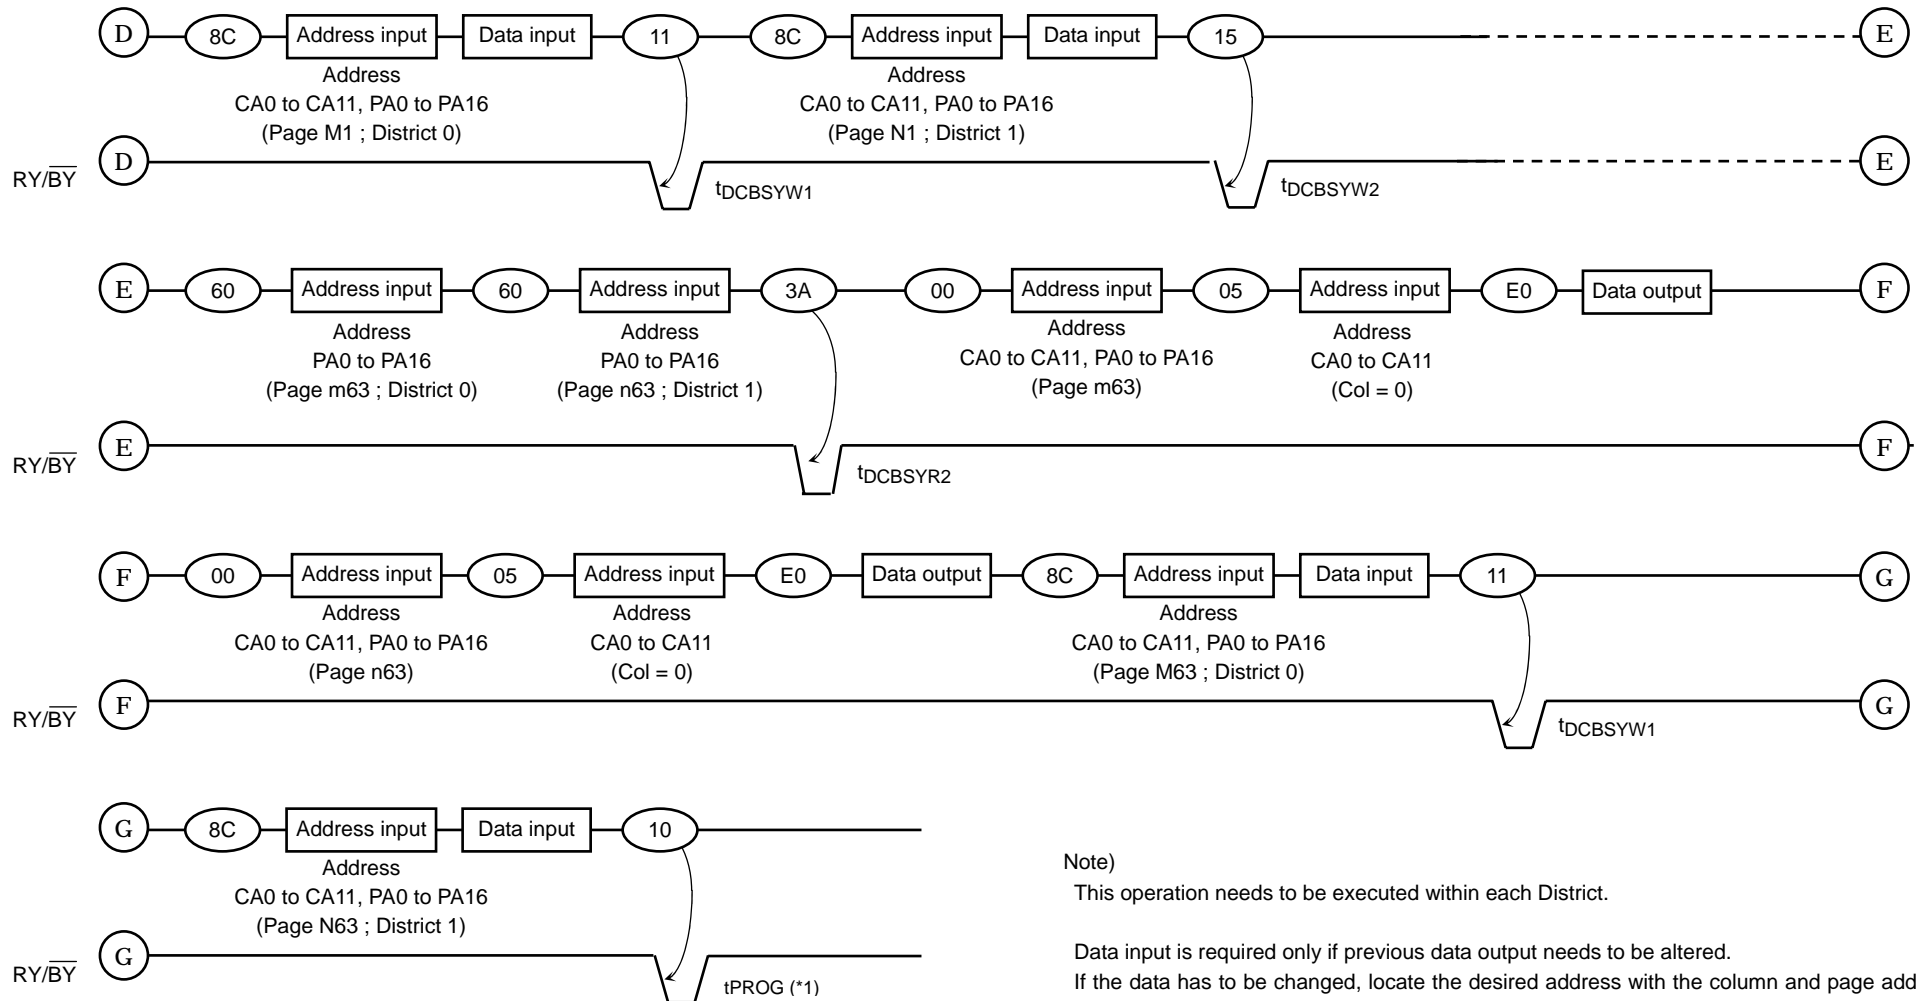 D 8C Address input Data input 11 8C Address input Data input 15 E
Address Address
CA0 to CA11, PA0 to PA16 CA0 to CA11, PA0 to PA16
(Page M1 ; District 0) (Page N1 ; District 1)
RY/BY D E
tDCBSYW1 tDCBSYW2
E 60 Address input 60 Address input 3A 00 Address input 05 Address input E0 Data output F
Address Address Address Address
PA0 to PA16 PA0 to PA16 CA0 to CA11, PA0 to PA16 CA0 to CA11
(Page m63 ; District 0) (Page n63 ; District 1) (Page m63) (Col = 0)
RY/BY E F
tDCBSYR2
F 00 Address input 05 Address input E0 Data output 8C Address input Data input 11 G
Address Address Address
CA0 to CA11, PA0 to PA16 CA0 to CA11 CA0 to CA11, PA0 to PA16
(Page n63) (Col = 0) (Page M63 ; District 0)
RY/BY F G
tDCBSYW1
G 8C Address input Data input 10
Address
CA0 to CA11, PA0 to PA16
(Page N63 ; District 1)
RY/BY G
tPROG (*1)
Note)
This operation needs to be executed within each District.
Data input is required only if previous data output needs to be altered.
If the data has to be changed, locate the desired address with the column and page add